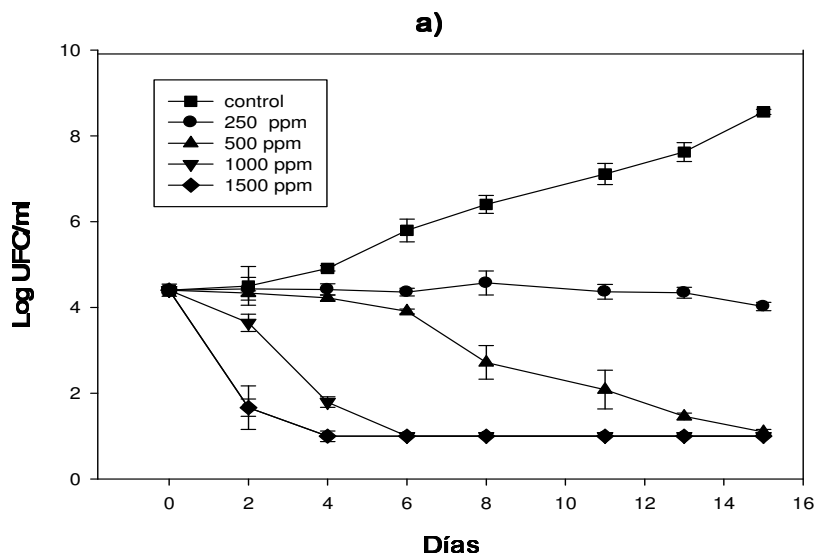 a)
10
8
6
4
2
0
control
250 ppm
500 ppm
1000 ppm
1500 ppm
Log UFC/ml
0 2 4 6 8 10 12 14 16
Días